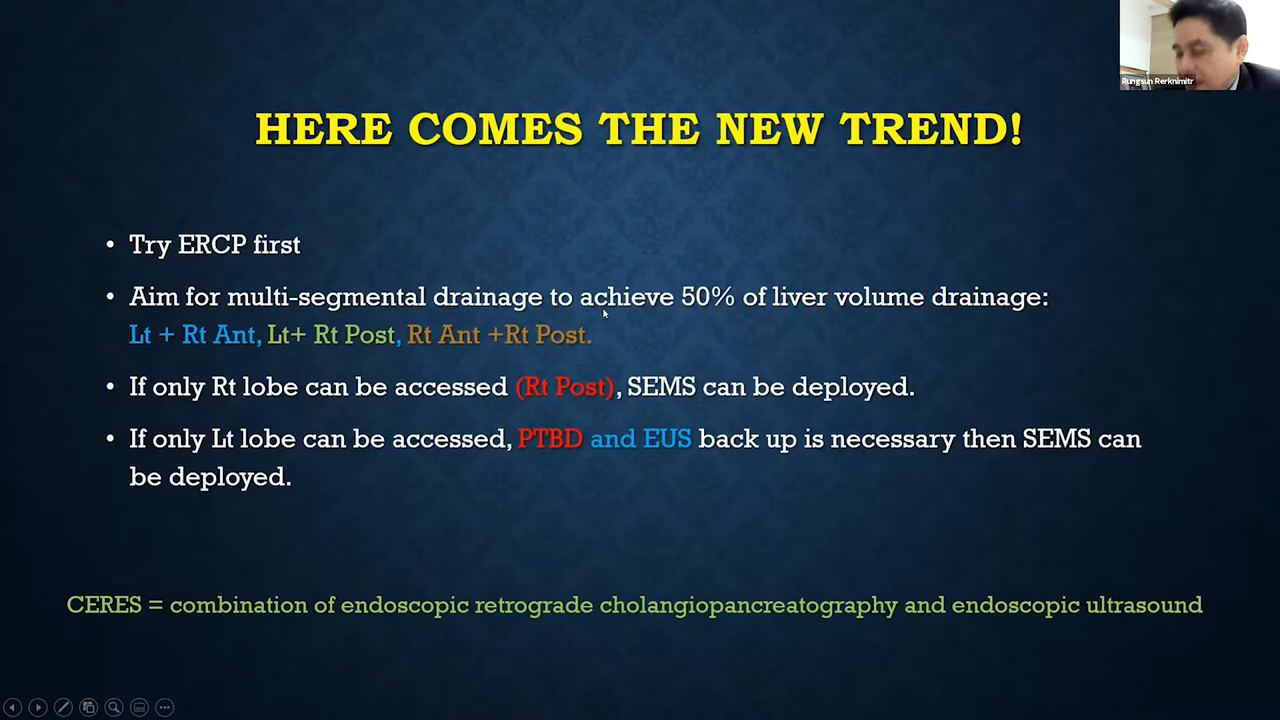 Rungsun Rerknimitr
HERE COMES THE NEW TREND!
• Try ERCP first
• Aim for multi-segmental drainage to achieve 50% of liver volume drainage:
Lt + Rt Ant, Lt+ Rt Post, Rt Ant +Rt Post.
• If only Rt lobe can be accessed (Rt Post), SEMS can be deployed.
• If only Lt lobe can be accessed, PTBD and EUS back up is necessary then SEMS can
be deployed.
CERES = combination of endoscopic retrograde cholangiopancreatography and endoscopic ultrasound